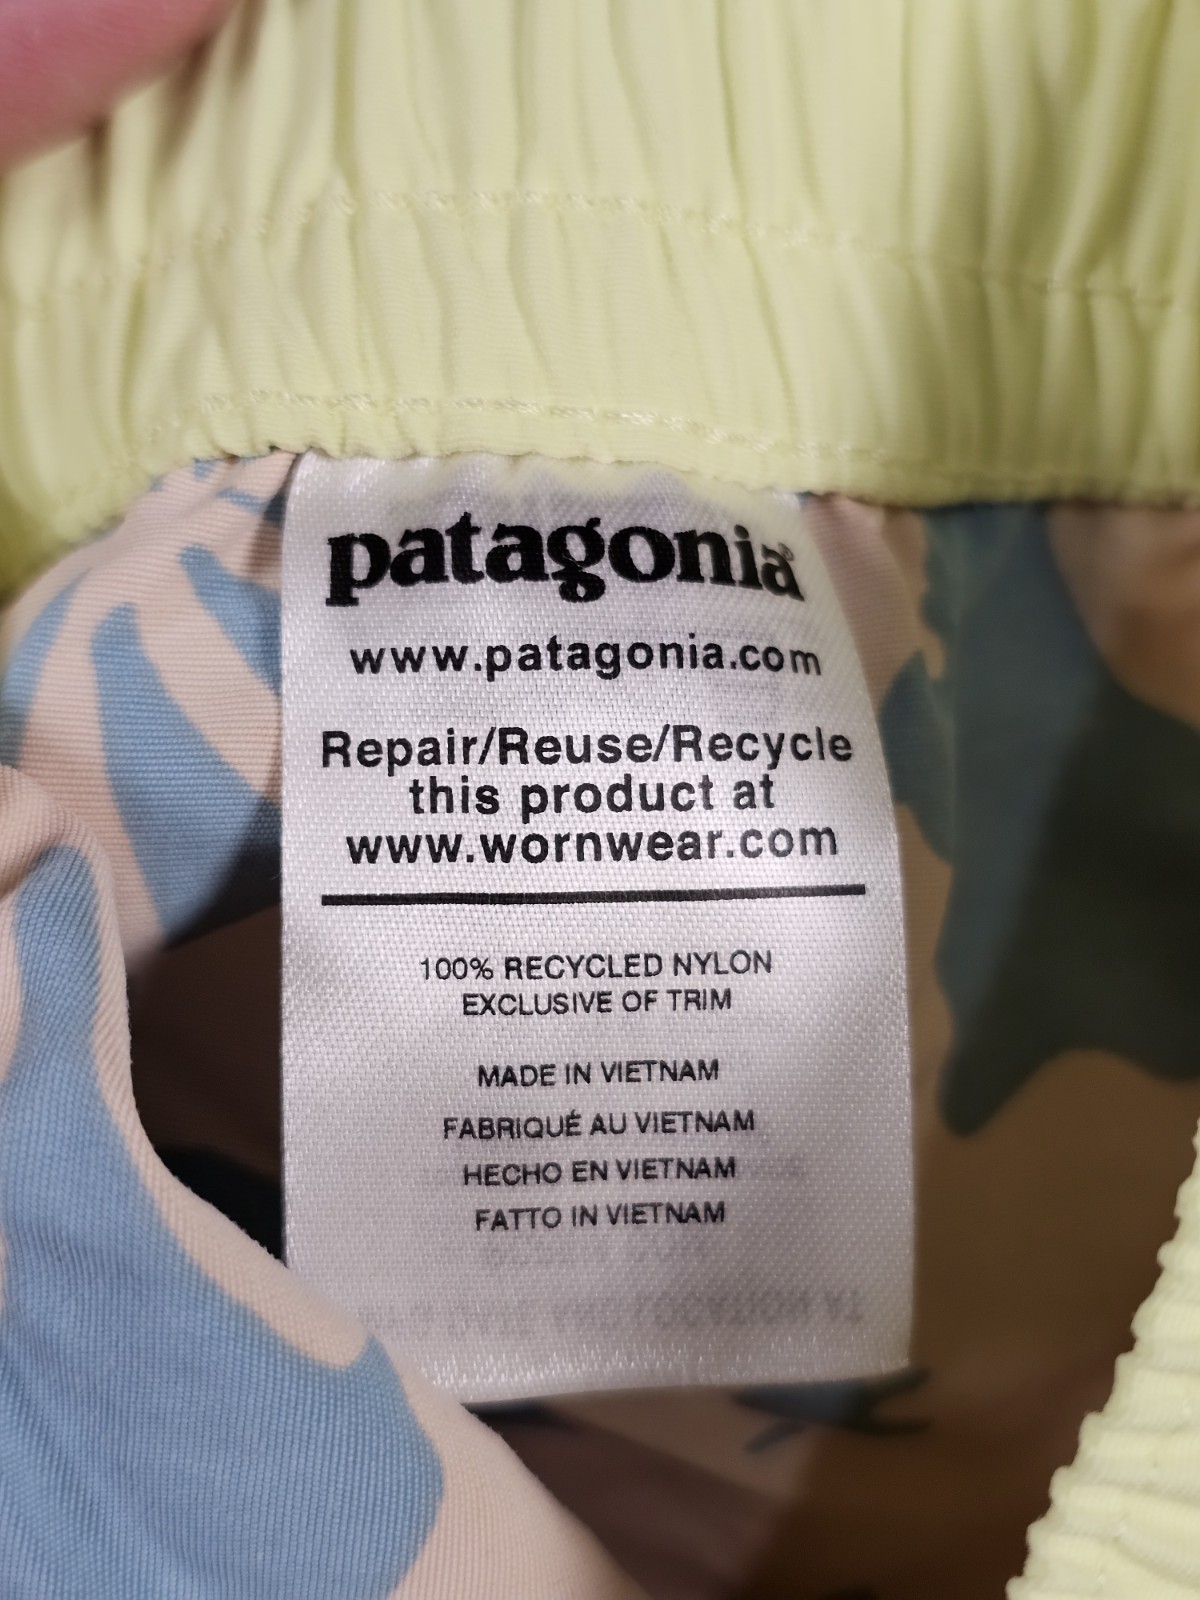 patagonia®
www.patagonia.com
Repair/Reuse/Recycle
this product at
www.wornwear.com
100% RECYCLED NYLON
EXCLUSIVE OF TRIM
MADE IN VIETNAM
FABRIQUÉ AU VIETNAM
HECHO EN VIETNAM
FATTO IN VIETNAM